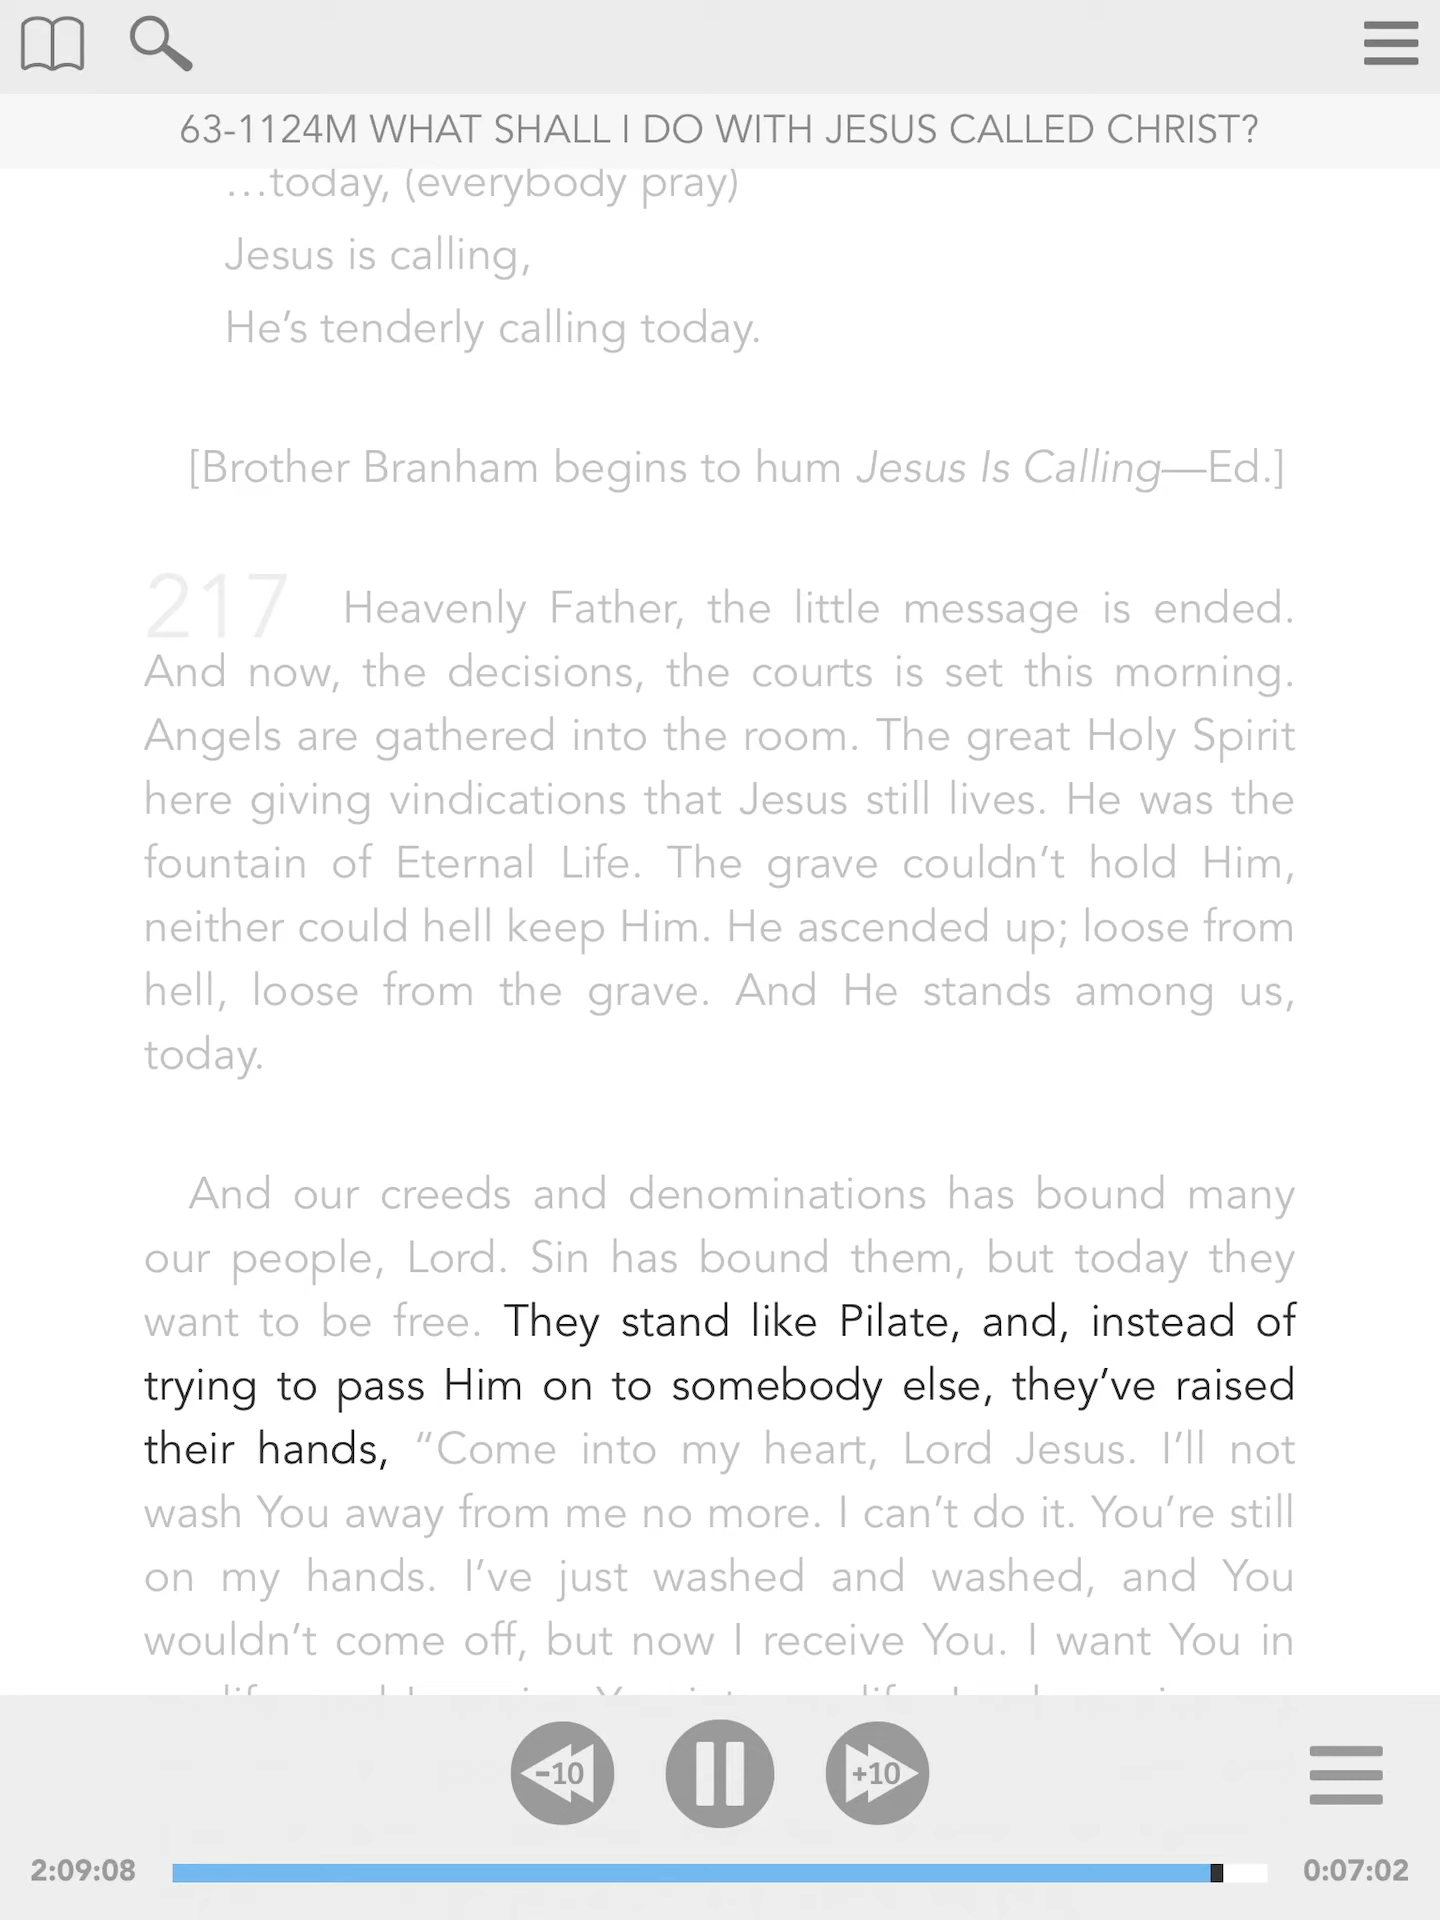 63-1124M WHAT SHALL I DO WITH JESUS CALLED CHRIST?
…today, (everybody pray)
Jesus is calling,
He’s tenderly calling today.
[Brother Branham begins to hum Jesus Is Calling—Ed.]
217 Heavenly Father, the little message is ended.
And now, the decisions, the courts is set this morning.
Angels are gathered into the room. The great Holy Spirit
here giving vindications that Jesus still lives. He was the
fountain of Eternal Life. The grave couldn’t hold Him,
neither could hell keep Him. He ascended up; loose from
hell, loose from the grave. And He stands among us,
today.
And our creeds and denominations has bound many
our people, Lord. Sin has bound them, but today they
want to be free. They stand like Pilate, and, instead of
trying to pass Him on to somebody else, they’ve raised
their hands, “Come into my heart, Lord Jesus. I’ll not
wash You away from me no more. I can’t do it. You’re still
on my hands. I’ve just washed and washed, and You
wouldn’t come off, but now I receive You. I want You in
-10 +10
2:09:08 0:07:02